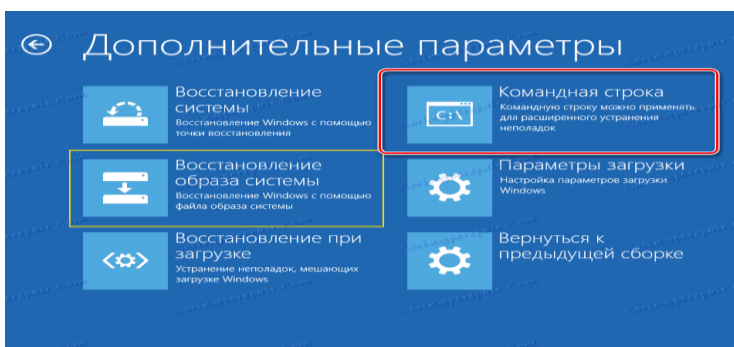 Дополнительные параметры
Восстановление
системы
Восстановление Windows с помощью
точки восстановления
Командная строка
Командную строку можно применять
для расширенного устранения
неполадок
C:\
Восстановление
образа системы
Восстановление Windows с помощью
файла образа системы
Параметры загрузки
Настройка параметров загрузки
Windows
Восстановление при
загрузке
Устранение неполадок, мешающих
загрузке Windows
Вернуться к
предыдущей сборке